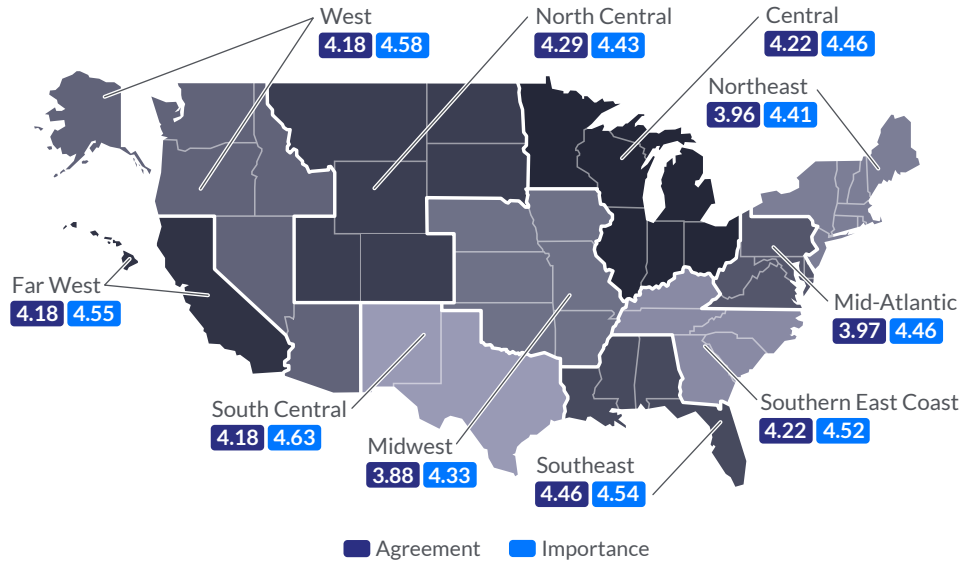 West
4.18 4.58
North Central
4.29 4.43
Central
4.22 4.46
Northeast
3.96 4.41
Far West
4.18 4.55
Mid-Atlantic
3.97 4.46
South Central
4.18 4.63
Midwest
3.88 4.33
Southeast
4.46 4.54
Southern East Coast
4.22 4.52
Agreement Importance